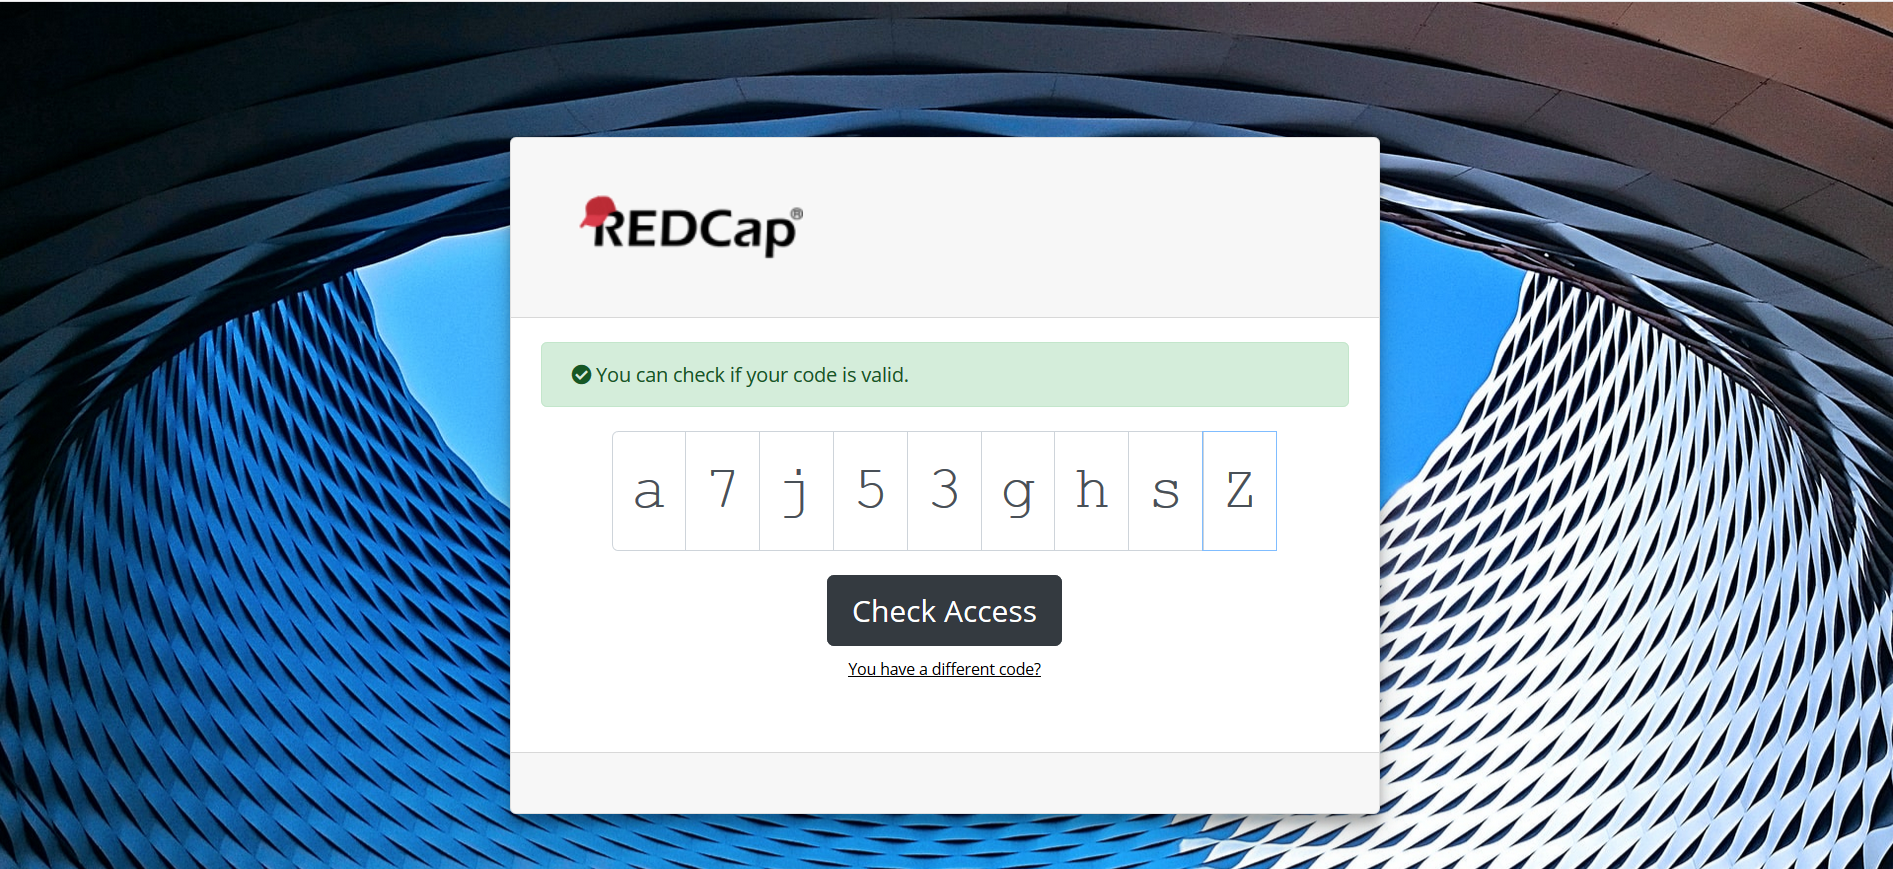 REDCap®
You can check if your code is valid.
a 7 j 5 3 g h s Z
Check Access
You have a different code?